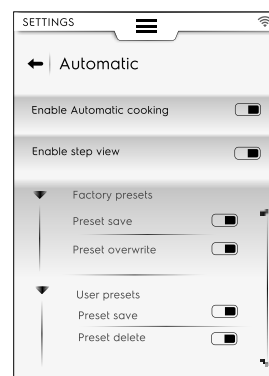 SETTINGS
Automatic
Enable Automatic cooking
Enable step view
Factory presets
Preset save
Preset overwrite
User presets
Preset save
Preset delete